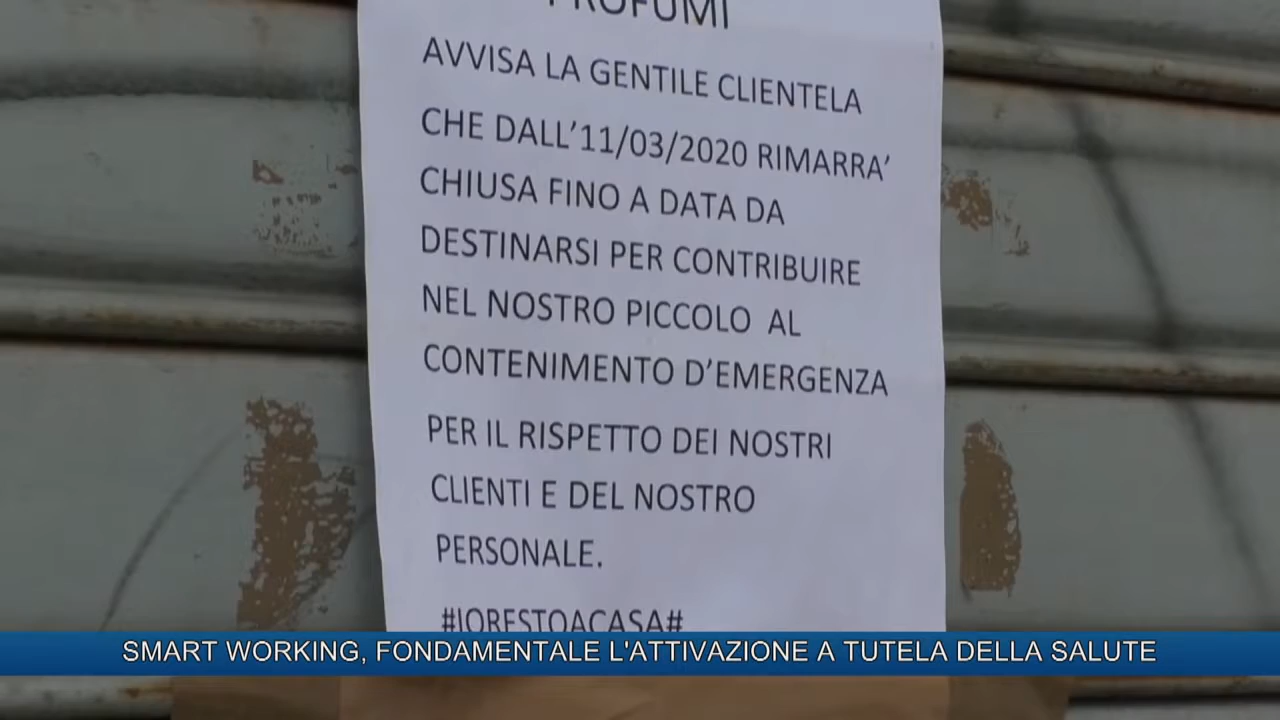 PROFUMI
AVVISA LA GENTILE CLIENTELA
CHE DALL'11/03/2020 RIMARRA'
CHIUSA FINO A DATA DA
DESTINARSI PER CONTRIBUIRE
NEL NOSTRO PICCOLO AL
CONTENIMENTO D'EMERGENZA
PER IL RISPETTO DEI NOSTRI
CLIENTI E DEL NOSTRO
PERSONALE.
#IORESTOACASA#
SMART WORKING, FONDAMENTALE L'ATTIVAZIONE A TUTELA DELLA SALUTE